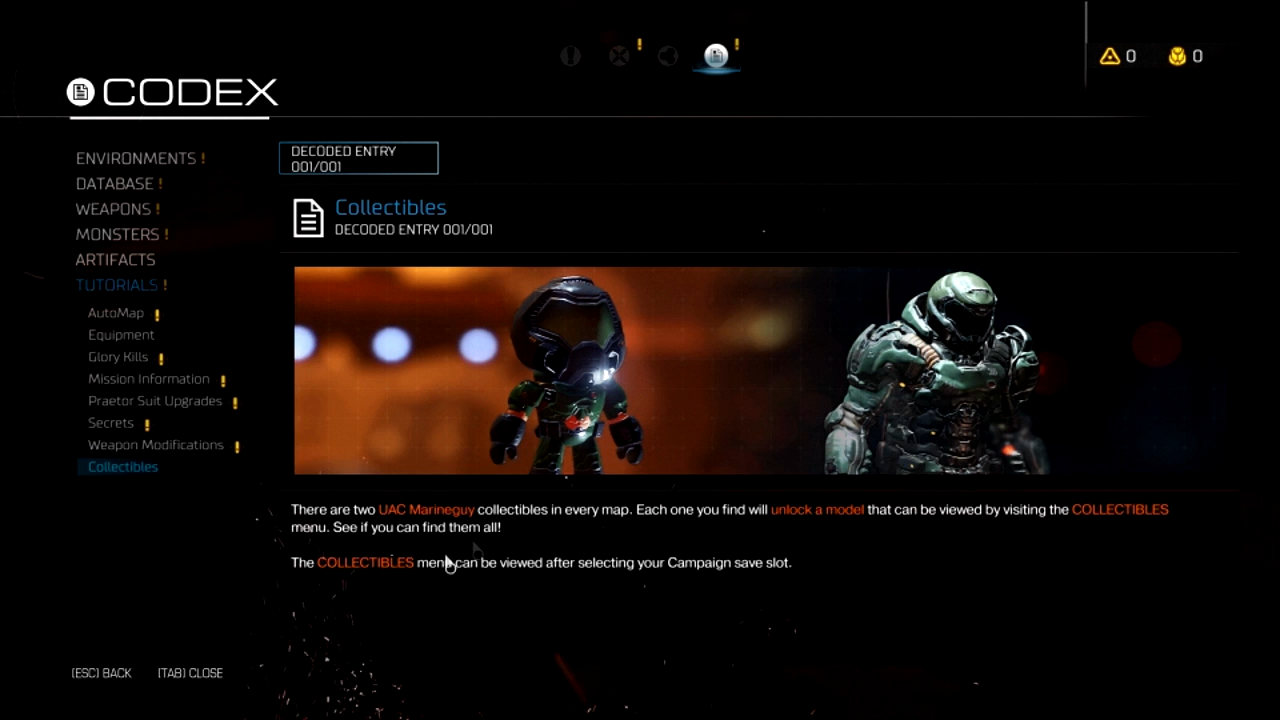 0
0
CODEX
ENVIRONMENTS !
DATABASE !
WEAPONS !
MONSTERS !
ARTIFACTS
TUTORIALS !
AutoMap !
Equipment
Glory Kills !
Mission Information !
Praetor Suit Upgrades !
Secrets !
Weapon Modifications !
Collectibles
DECODED ENTRY
001/001
Collectibles
DECODED ENTRY 001/001
There are two UAC Marineguy collectibles in every map. Each one you find will unlock a model that can be viewed by visiting the COLLECTIBLES
menu. See if you can find them all!
The COLLECTIBLES menu can be viewed after selecting your Campaign save slot.
[ESC] BACK
[TAB] CLOSE